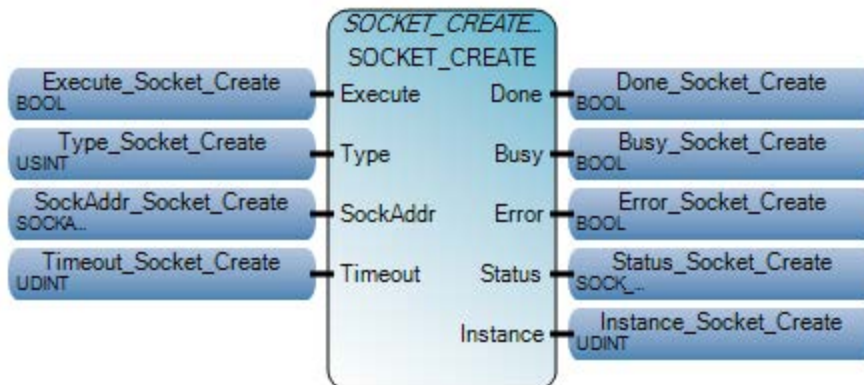 SOCKET_CREATE...
SOCKET_CREATE
Execute_Socket_Create
BOOL
Execute
Done
Done_Socket_Create
BOOL
Type_Socket_Create
USINT
Type
Busy
Busy_Socket_Create
BOOL
SockAddr_Socket_Create
SOCKA...
SockAddr
Error
Error_Socket_Create
BOOL
Timeout_Socket_Create
UDINT
Timeout
Status
Status_Socket_Create
SOCK_...
Instance
Instance_Socket_Create
UDINT